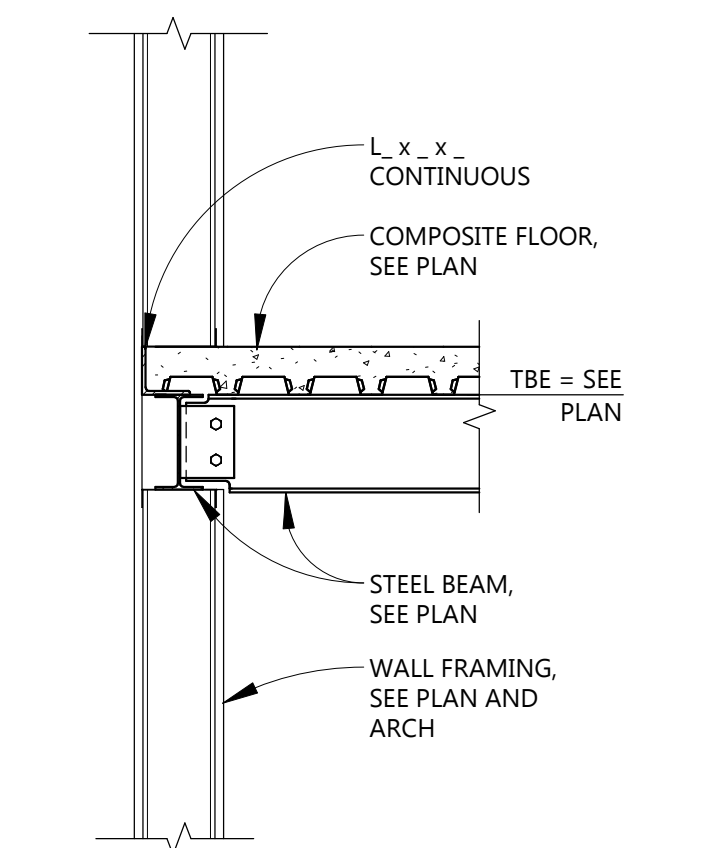 L_ x _ x _
CONTINUOUS
COMPOSITE FLOOR,
SEE PLAN
TBE = SEE
PLAN
STEEL BEAM,
SEE PLAN
WALL FRAMING,
SEE PLAN AND
ARCH